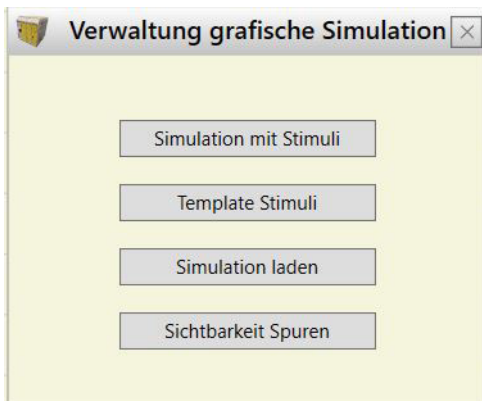 Verwaltung grafische Simulation
Simulation mit Stimuli
Template Stimuli
Simulation laden
Sichtbarkeit Spuren